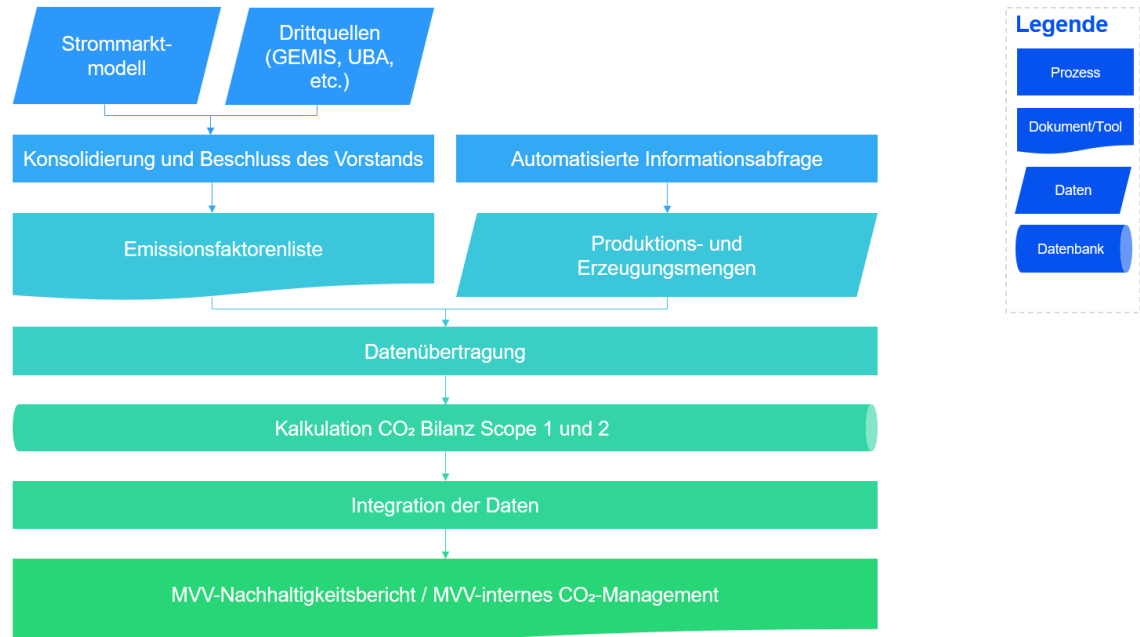 Strommarkt-
modell
Drittquellen
(GEMIS, UBA,
etc.)
Konsolidierung und Beschluss des Vorstands
Automatisierte Informationsabfrage
Emissionsfaktorenliste
Produktions- und
Erzeugungsmengen
Datenübertragung
Kalkulation CO₂ Bilanz Scope 1 und 2
Integration der Daten
MVV-Nachhaltigkeitsbericht / MVV-internes CO₂-Management
Legende
Prozess
Dokument/Tool
Daten
Datenbank